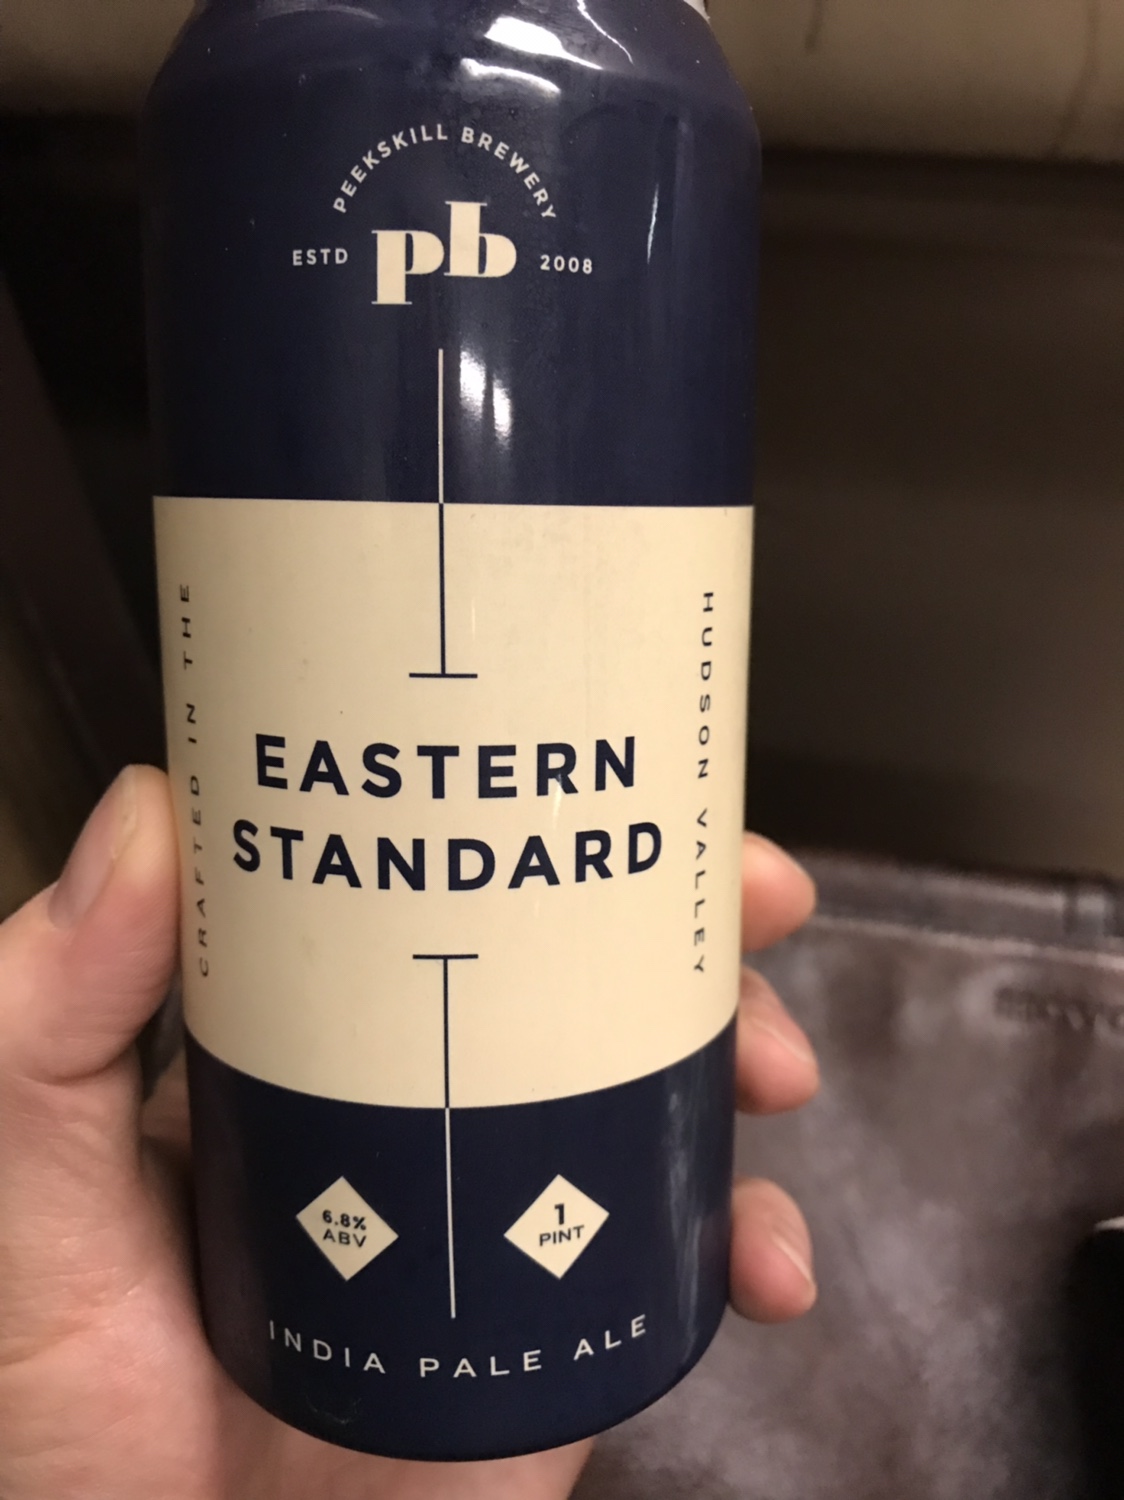 PEEKSKILL BREWERY
ESTD pb 2008
CRAFTED IN THE
HUDSON VALLEY
EASTERN
STANDARD
6.8%
ABV
1
PINT
INDIA PALE ALE